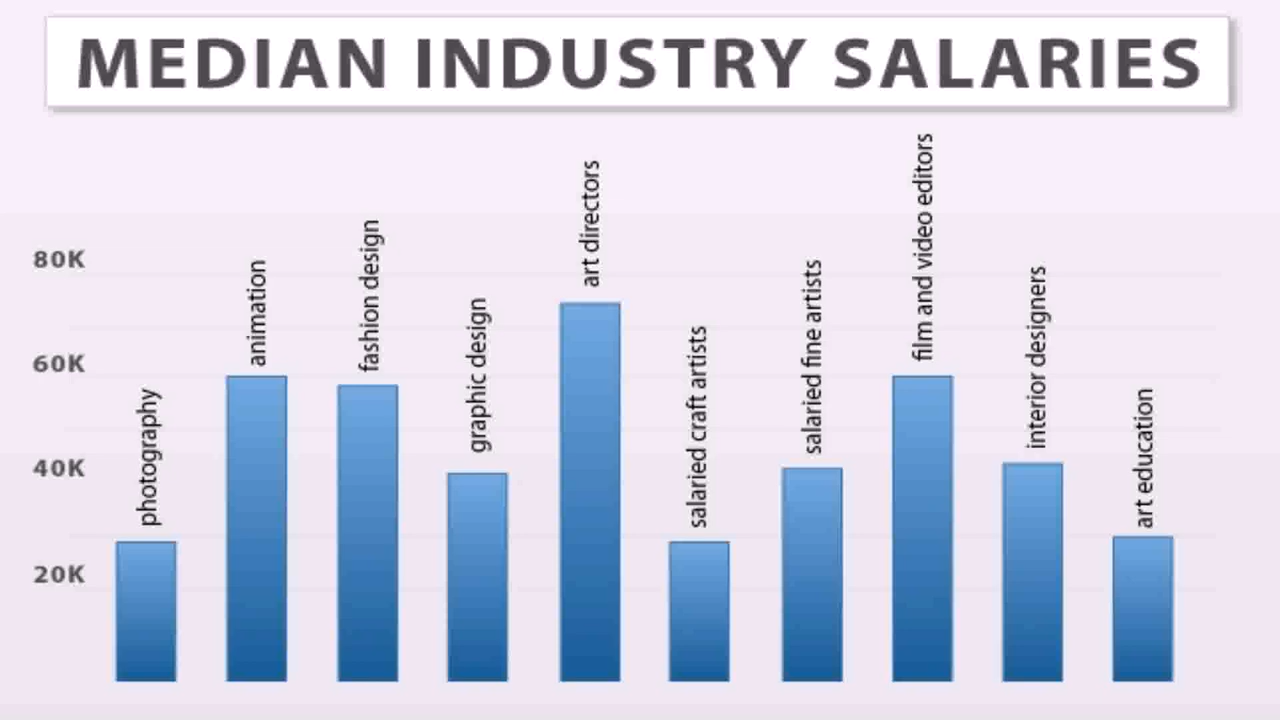 MEDIAN INDUSTRY SALARIES
80K
60K
40K
20K
photography
animation
fashion design
graphic design
art directors
salaried craft artists
salaried fine artists
film and video editors
interior designers
art education